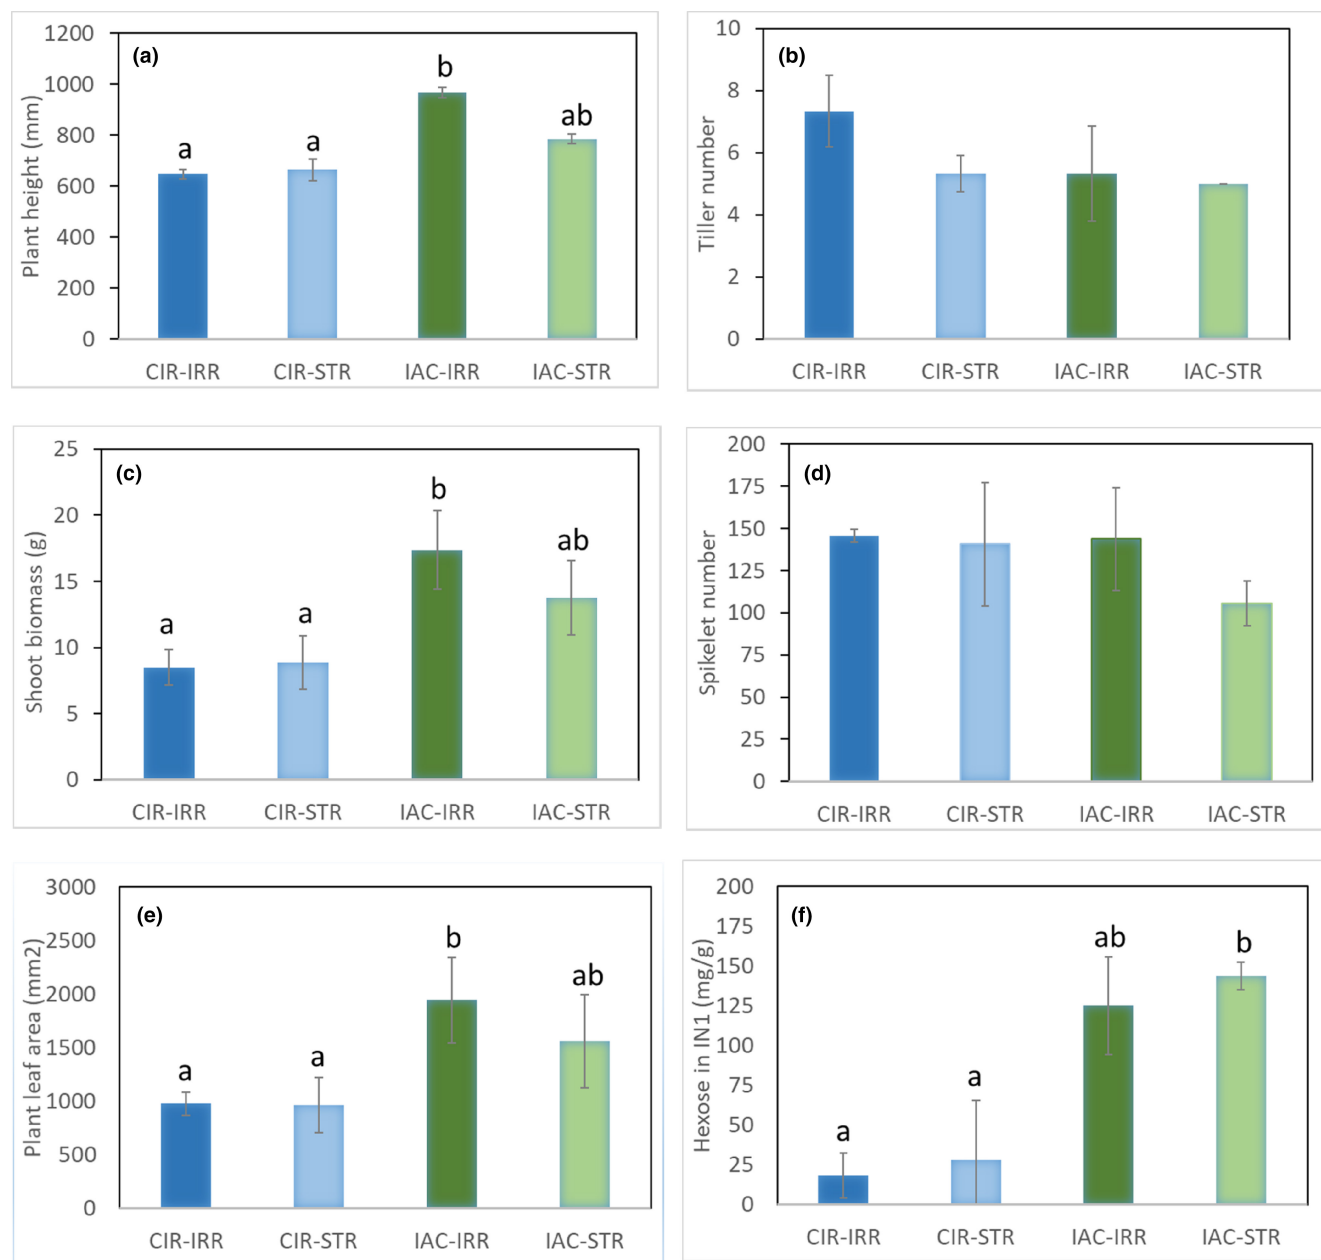 (a)
Plant height (mm)
1200
1000
800
600
400
200
0
a
a
b
ab
CIR-IRR CIR-STR IAC-IRR IAC-STR
(b)
Tiller number
10
8
6
4
2
0
CIR-IRR CIR-STR IAC-IRR IAC-STR
(c)
Shoot biomass (g)
25
20
15
10
5
0
a
a
b
ab
CIR-IRR CIR-STR IAC-IRR IAC-STR
(d)
Spikelet number
200
175
150
125
100
75
50
25
0
CIR-IRR CIR-STR IAC-IRR IAC-STR
(e)
Plant leaf area (mm2)
3000
2500
2000
1500
1000
500
0
a
a
b
ab
CIR-IRR CIR-STR IAC-IRR IAC-STR
(f)
Hexose in IN1 (mg/g)
200
175
150
125
100
75
50
25
0
a
a
ab
b
CIR-IRR CIR-STR IAC-IRR IAC-STR